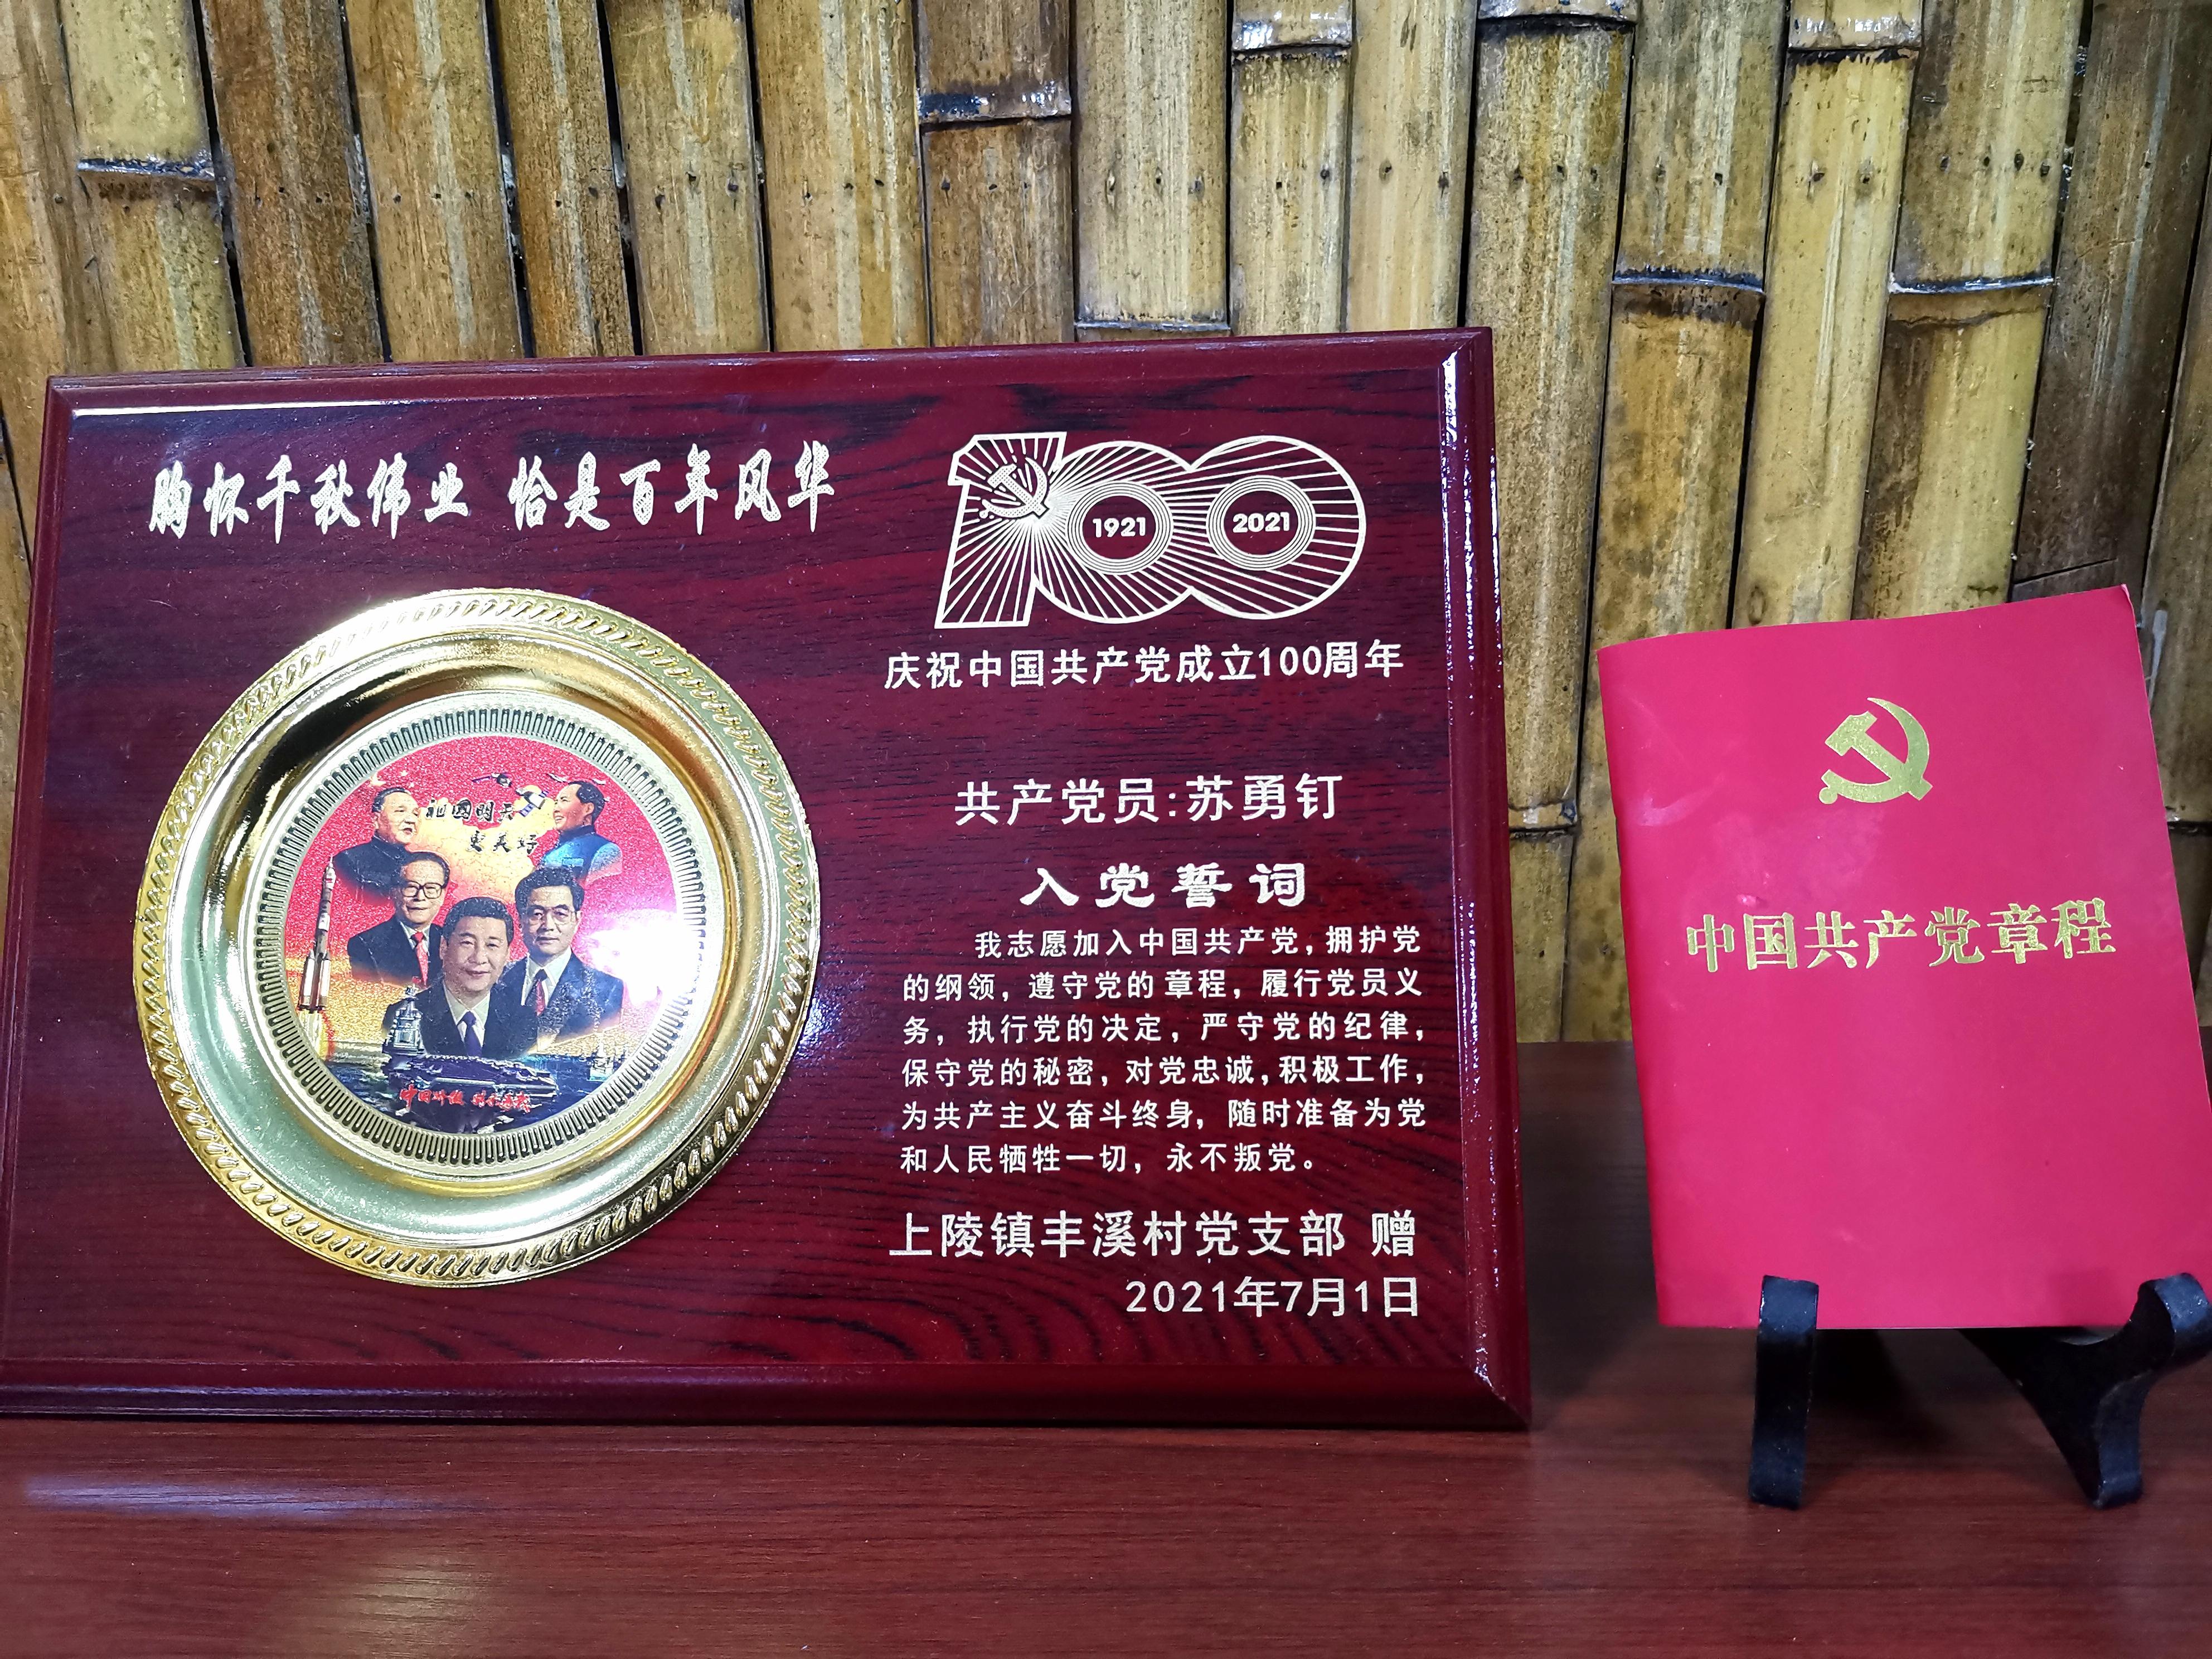 胸怀千秋伟业 恰是百年风华
1921
2021
庆祝中国共产党成立100周年
共产党员:苏勇钉
入党誓词
我志愿加入中国共产党,拥护党
的纲领，遵守党的章程，履行党员义
务，执行党的决定，严守党的纪律，
保守党的秘密，对党忠诚，积极工作，
为共产主义奋斗终身，随时准备为党
和人民牺牲一切，永不叛党。
上陵镇丰溪村党支部 赠
2021年7月1日
祖國明天
更美好
中国共产党章程